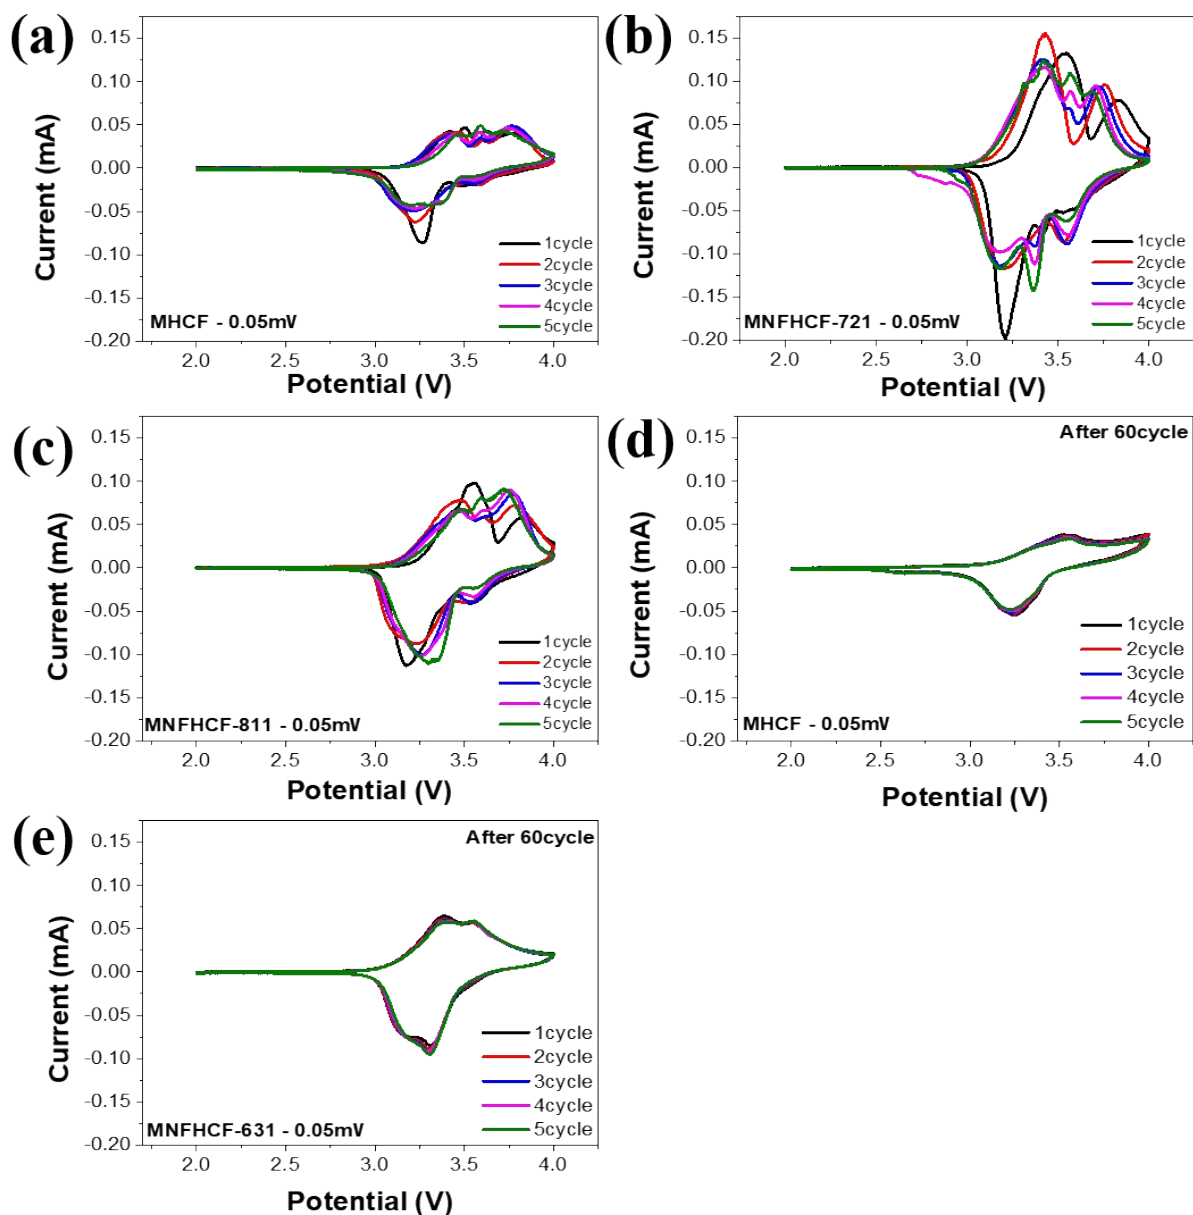 (a)
0.15
0.10
0.05
0.00
-0.05
-0.10
-0.15
-0.20
Current (mA)
1cycle
2cycle
3cycle
4cycle
5cycle
MHCF - 0.05mV
2.0 2.5 3.0 3.5 4.0
Potential (V)
(b)
0.15
0.10
0.05
0.00
-0.05
-0.10
-0.15
-0.20
Current (mA)
1cycle
2cycle
3cycle
4cycle
5cycle
MNFHCF-721 - 0.05mV
2.0 2.5 3.0 3.5 4.0
Potential (V)
(c)
0.15
0.10
0.05
0.00
-0.05
-0.10
-0.15
-0.20
Current (mA)
1cycle
2cycle
3cycle
4cycle
5cycle
MNFHCF-811 - 0.05mV
2.0 2.5 3.0 3.5 4.0
Potential (V)
(d)
After 60cycle
0.15
0.10
0.05
0.00
-0.05
-0.10
-0.15
-0.20
Current (mA)
1cycle
2cycle
3cycle
4cycle
5cycle
MHCF - 0.05mV
2.0 2.5 3.0 3.5 4.0
Potential (V)
(e)
After 60cycle
0.15
0.10
0.05
0.00
-0.05
-0.10
-0.15
-0.20
Current (mA)
1cycle
2cycle
3cycle
4cycle
5cycle
MNFHCF-631 - 0.05mV
2.0 2.5 3.0 3.5 4.0
Potential (V)